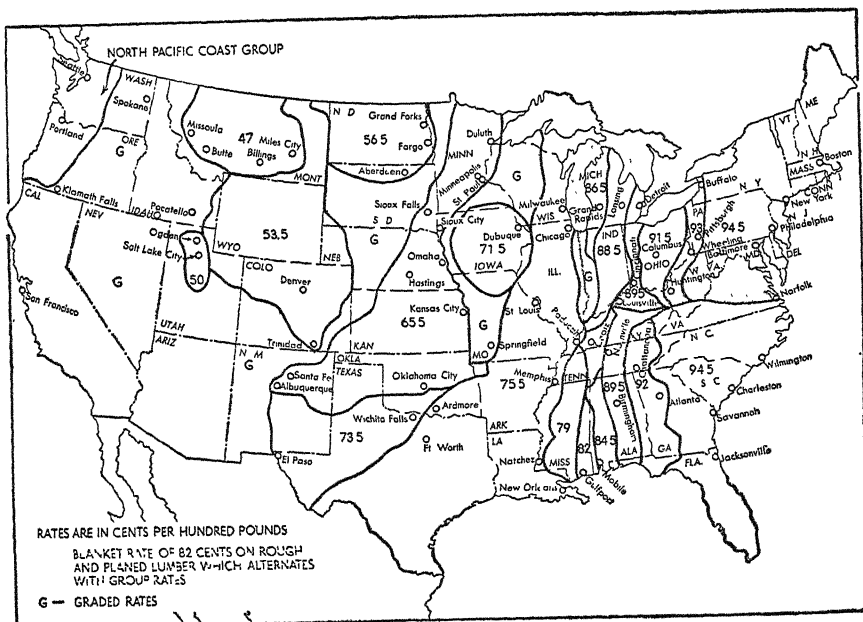 NORTH PACIFIC COAST GROUP
Seattle
WASH
Spokane
Portland
ORE
G
Klamath Falls
CAL
NEV
IDAHO
Pocatello
Missoula
47
Miles City
Butte
Billings
MONT
N D
Grand Forks
56 5
Fargo
Aberdeen
MINN
Duluth
Minneapolis
St Paul
G
Sioux Falls
S D
G
Sioux City
Ogden
Salt Lake City
50
WYO
53.5
NEB
COLO
Denver
Trinidad
UTAH
ARIZ
G
San Francisco
Omaha
Hastings
Kansas City
65 5
KAN
OKLA
TEXAS
Oklahoma City
N M
G
Santa Fe
Albuquerque
Wichita Falls
Ardmore
73 5
Ft Worth
El Paso
Dubuque
71 5
IOWA
Milwaukee
WIS
Chicago
ILL.
G
St Louis
G
MO
Springfield
MICH
86 5
Grand Rapids
Lansing
Detroit
IND
88 5
G
91 5
Columbus
OHIO
Cincinnati
89 5
Louisville
Huntington
W
VA
Wheeling
Pittsburgh
PA
93
94 5
Baltimore
MD
DEL
Buffalo
N Y
VT
N H
ME
MASS
Boston
CONN
New York
N J
Philadelphia
Norfolk
VA
N C
Wilmington
94 5
S C
Charleston
Savannah
Atlanta
Jacksonville
FLA.
GA
92
Chattanooga
89 5
Birmingham
ALA
84 5
Mobile
82
Gulfport
79
MISS
Paducah
TENN
Memphis
75 5
ARK
LA
Natchez
New Orleans
RATES ARE IN CENTS PER HUNDRED POUNDS
BLANKET RATE OF 82 CENTS ON ROUGH
AND PLANED LUMBER WHICH ALTERNATES
WITH GROUP RATES
G — GRADED RATES